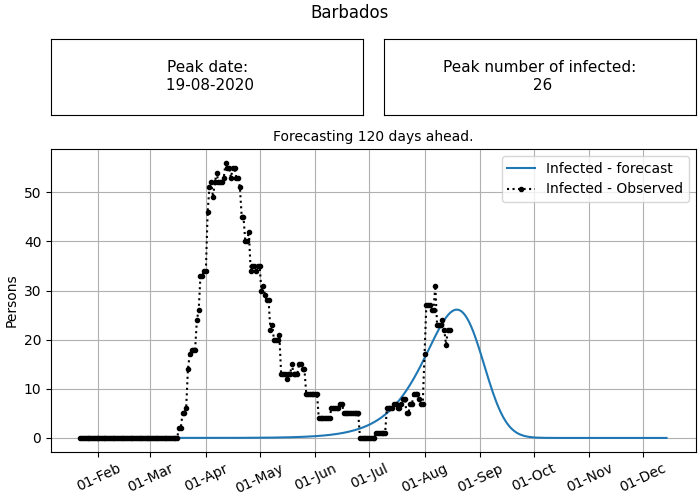 Barbados
Peak date:
19-08-2020
Peak number of infected:
26
Forecasting 120 days ahead.
Infected - forecast
Infected - Observed
Persons
50
40
30
20
10
0
01-Feb
01-Mar
01-Apr
01-May
01-Jun
01-Jul
01-Aug
01-Sep
01-Oct
01-Nov
01-Dec